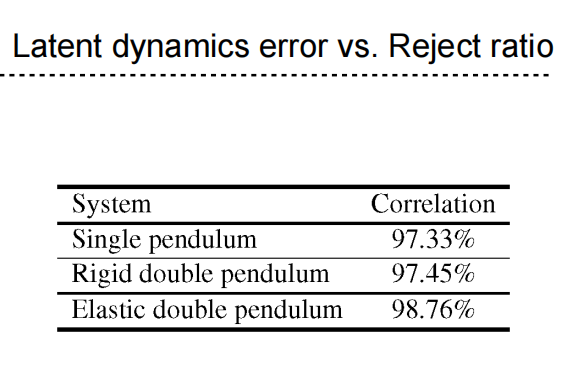 Latent dynamics error vs. Reject ratio
System Correlation
Single pendulum 97.33%
Rigid double pendulum 97.45%
Elastic double pendulum 98.76%